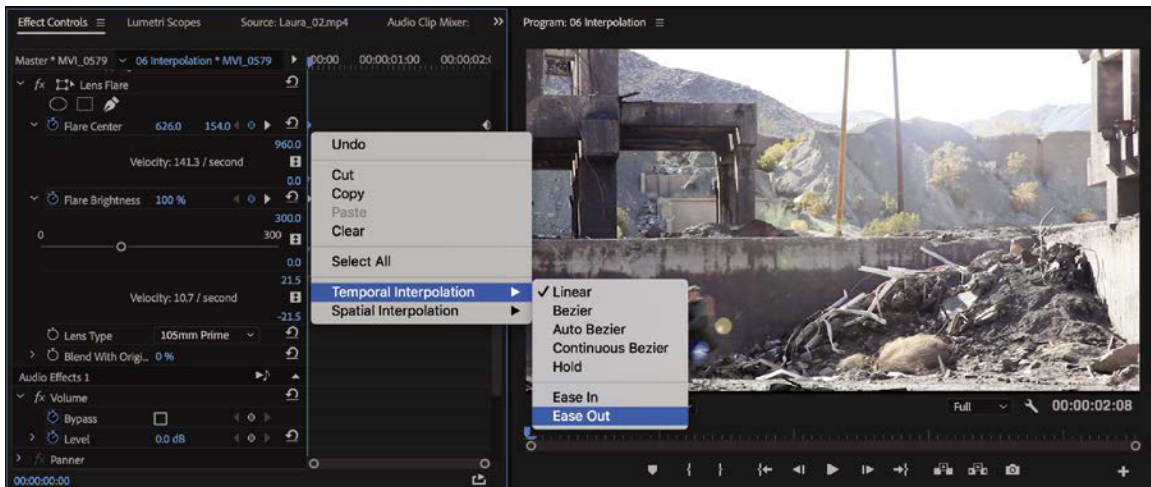 Effect Controls
Lumetri Scopes
Source: Laura_02.mp4
Audio Clip Mixer:
Program: 06 Interpolation
Master * MVI_0579
06 Interpolation * MVI_0579
00:00
00:00:01:00
00:00:02:0
fx Lens Flare
Flare Center 626.0 154.0
960.0
Velocity: 141.3 / second
0.0
Flare Brightness 100 %
300.0
0 300
0.0
21.5
Velocity: 10.7 / second
-21.5
Lens Type 105mm Prime
Blend With Origi... 0 %
Audio Effects 1
fx Volume
Bypass
Level 0.0 dB
fx Panner
00:00:00:00
Undo
Cut
Copy
Paste
Clear
Select All
Temporal Interpolation
Spatial Interpolation
Linear
Bezier
Auto Bezier
Continuous Bezier
Hold
Ease In
Ease Out
Full
00:00:02:08